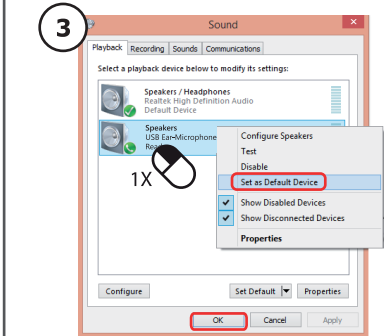 3
Sound
Playback Recording Sounds Communications
Select a playback device below to modify its settings:
Speakers / Headphones
Realtek High Definition Audio
Default Device
Speakers
USB Ear-Microphone
1X
Configure Speakers
Test
Disable
Set as Default Device
Show Disabled Devices
Show Disconnected Devices
Properties
Configure Set Default Properties
OK Cancel Apply